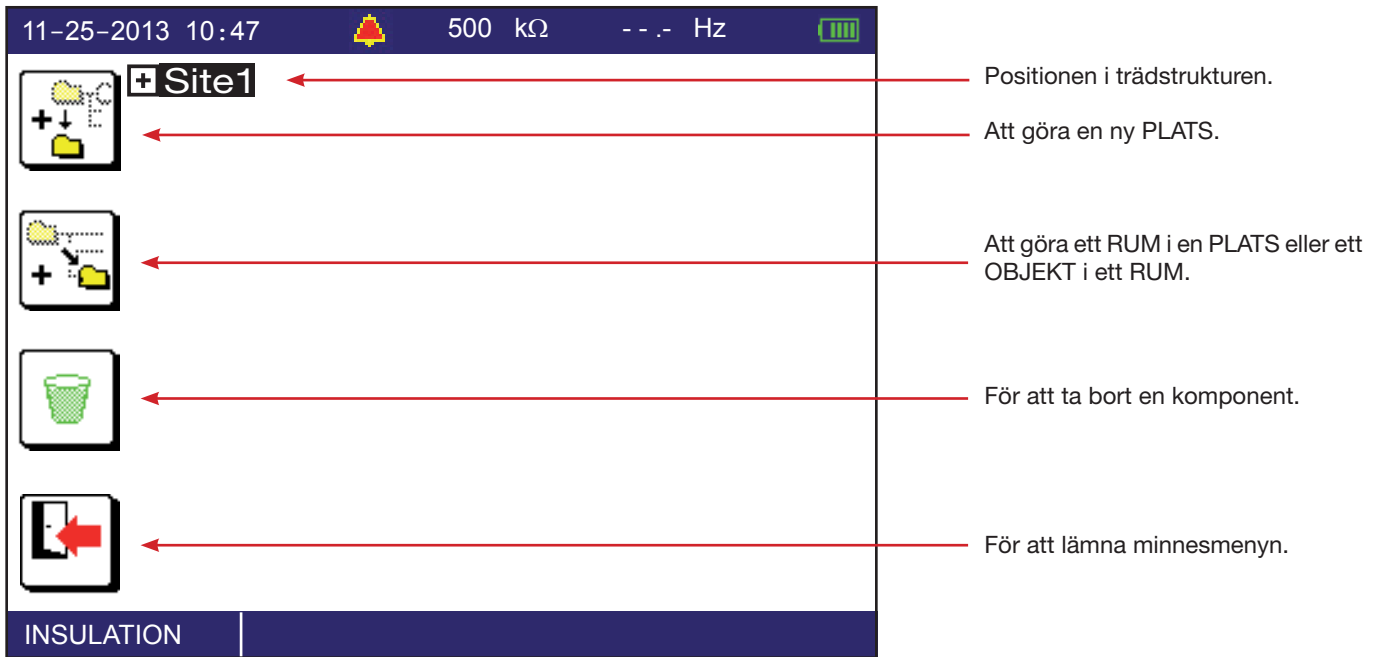 11-25-2013 10:47 500 kΩ - - .- Hz
+ Site1
Positionen i trädstrukturen.
Att göra en ny PLATS.
Att göra ett RUM i en PLATS eller ett
OBJEKT i ett RUM.
För att ta bort en komponent.
För att lämna minnesmenyn.
INSULATION